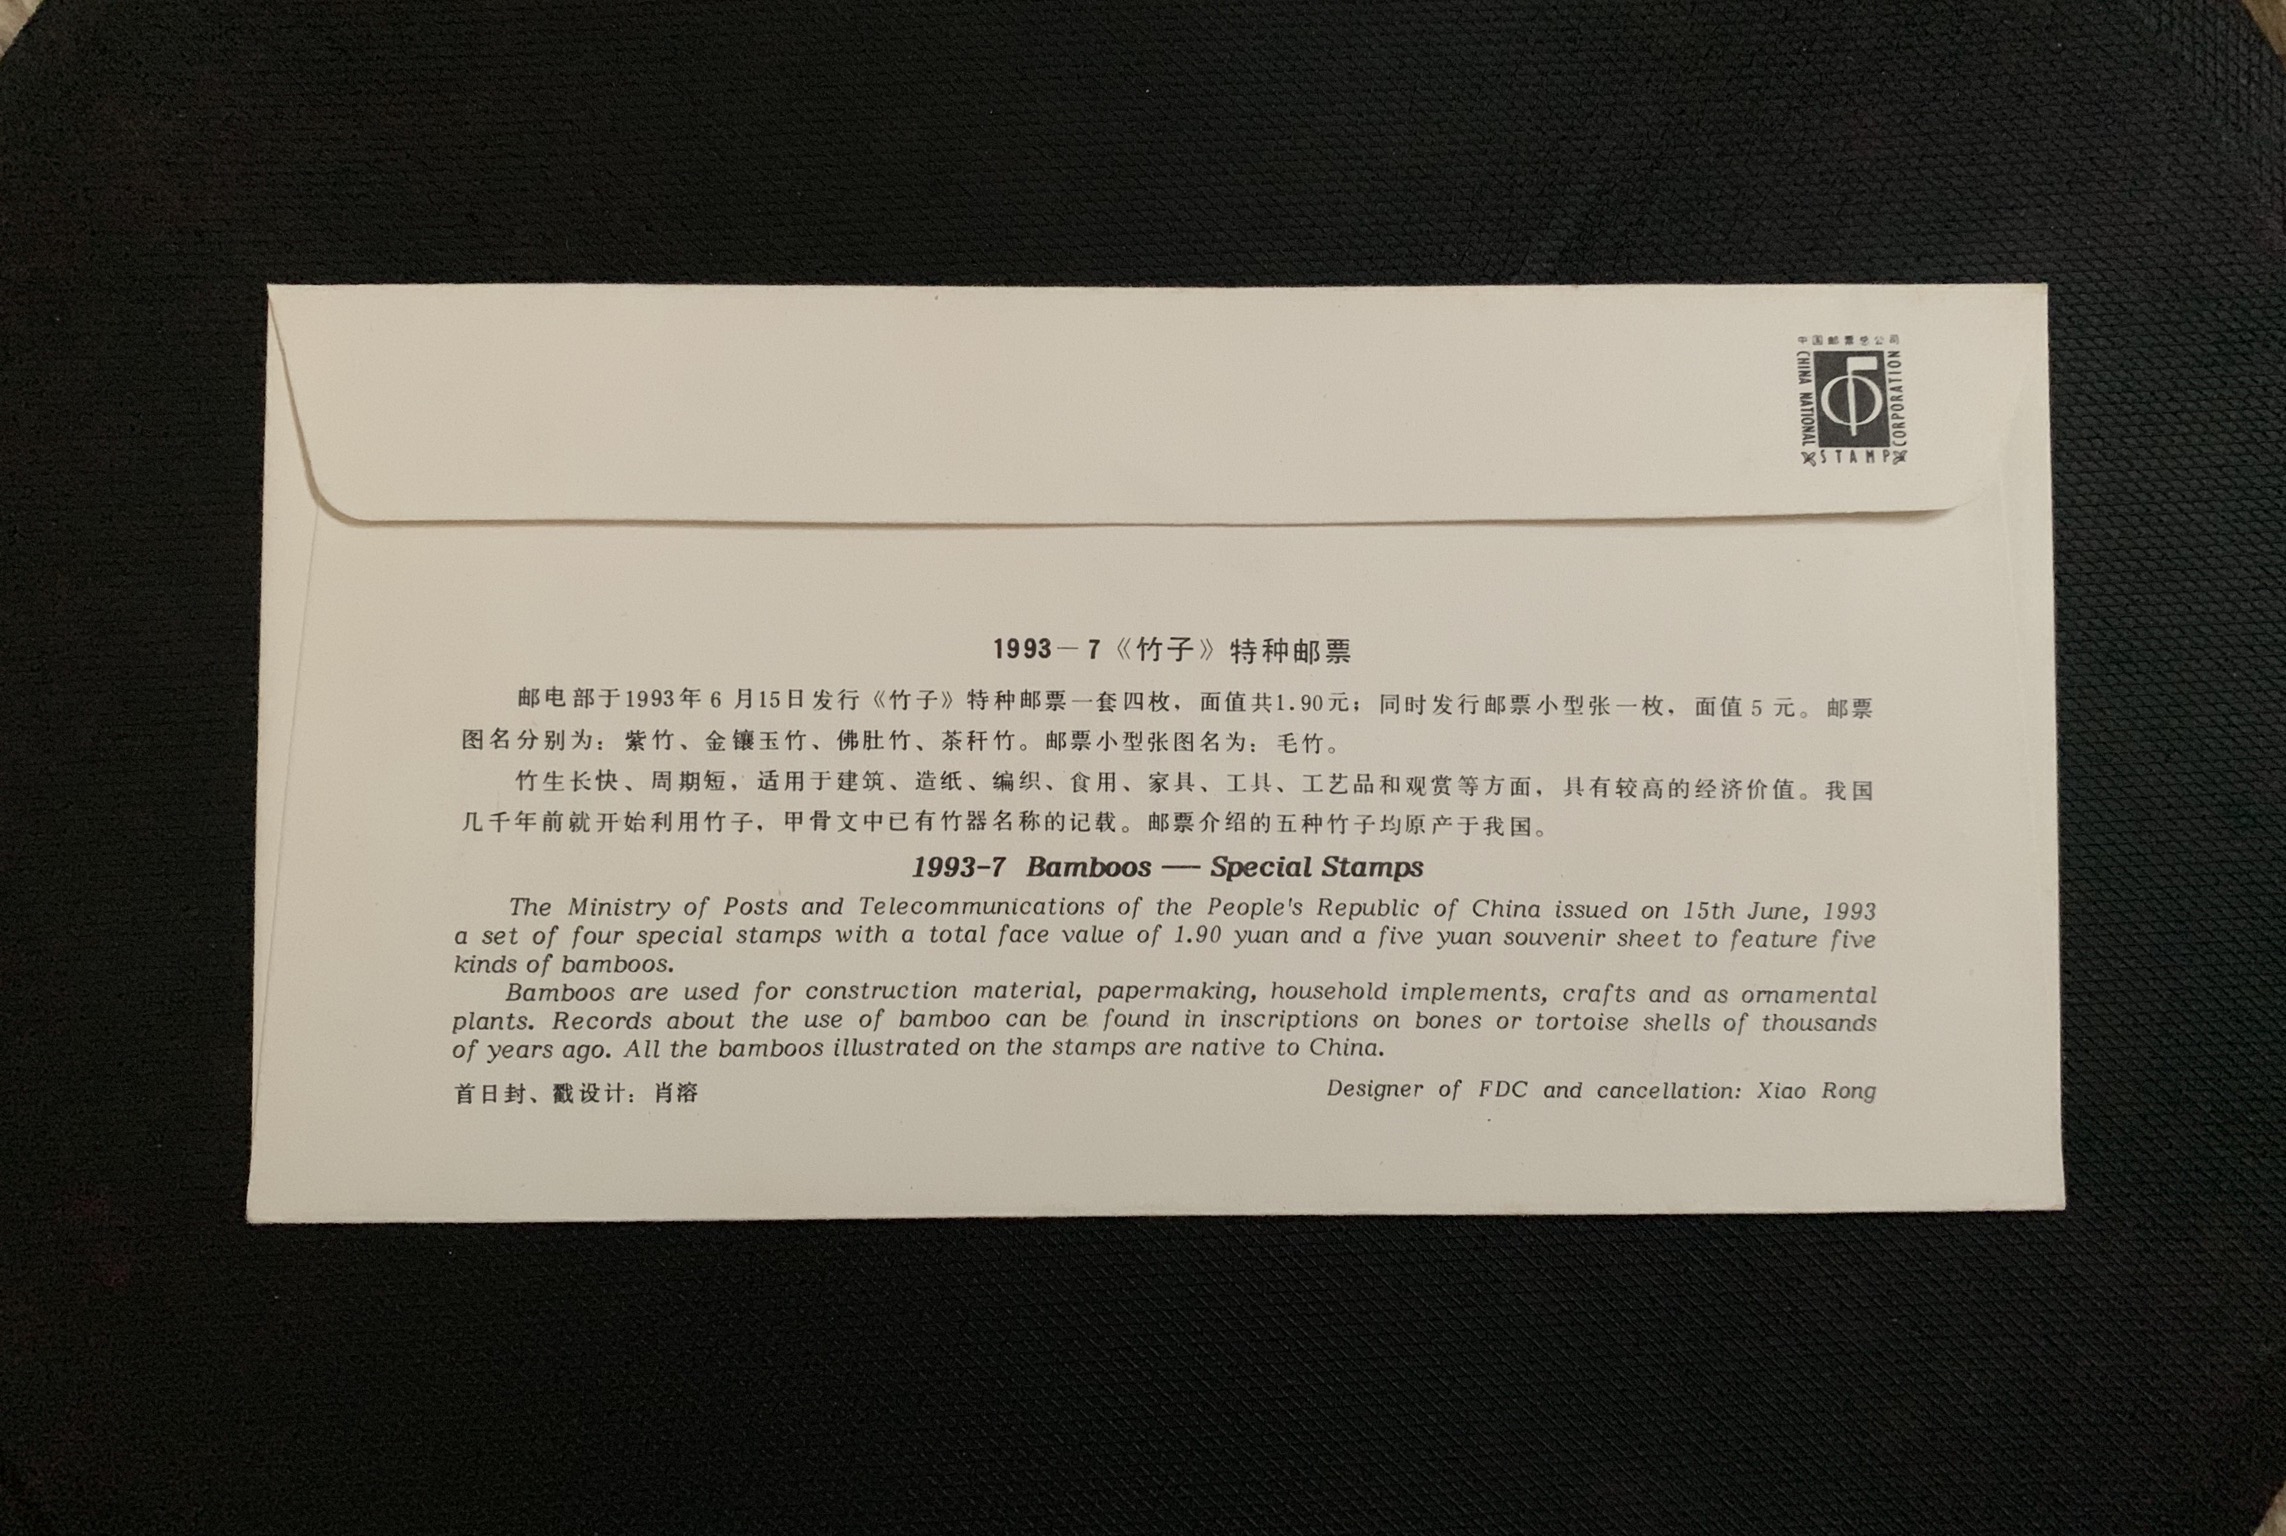 中国邮票总公司
CHINA NATIONAL
CORPORATION
STAMP
1993－7《竹子》特种邮票
邮电部于1993年6月15日发行《竹子》特种邮票一套四枚，面值共1.90元；同时发行邮票小型张一枚，面值5元。邮票
图名分别为：紫竹、金镶玉竹、佛肚竹、茶秆竹。邮票小型张图名为：毛竹。
竹生长快、周期短，适用于建筑、造纸、编织、食用、家具、工具、工艺品和观赏等方面，具有较高的经济价值。我国
几千年前就开始利用竹子，甲骨文中已有竹器名称的记载。邮票介绍的五种竹子均原产于我国。
1993-7 Bamboos — Special Stamps
The Ministry of Posts and Telecommunications of the People's Republic of China issued on 15th June, 1993
a set of four special stamps with a total face value of 1.90 yuan and a five yuan souvenir sheet to feature five
kinds of bamboos.
Bamboos are used for construction material, papermaking, household implements, crafts and as ornamental
plants. Records about the use of bamboo can be found in inscriptions on bones or tortoise shells of thousands
of years ago. All the bamboos illustrated on the stamps are native to China.
首日封、戳设计：肖溶 Designer of FDC and cancellation: Xiao Rong